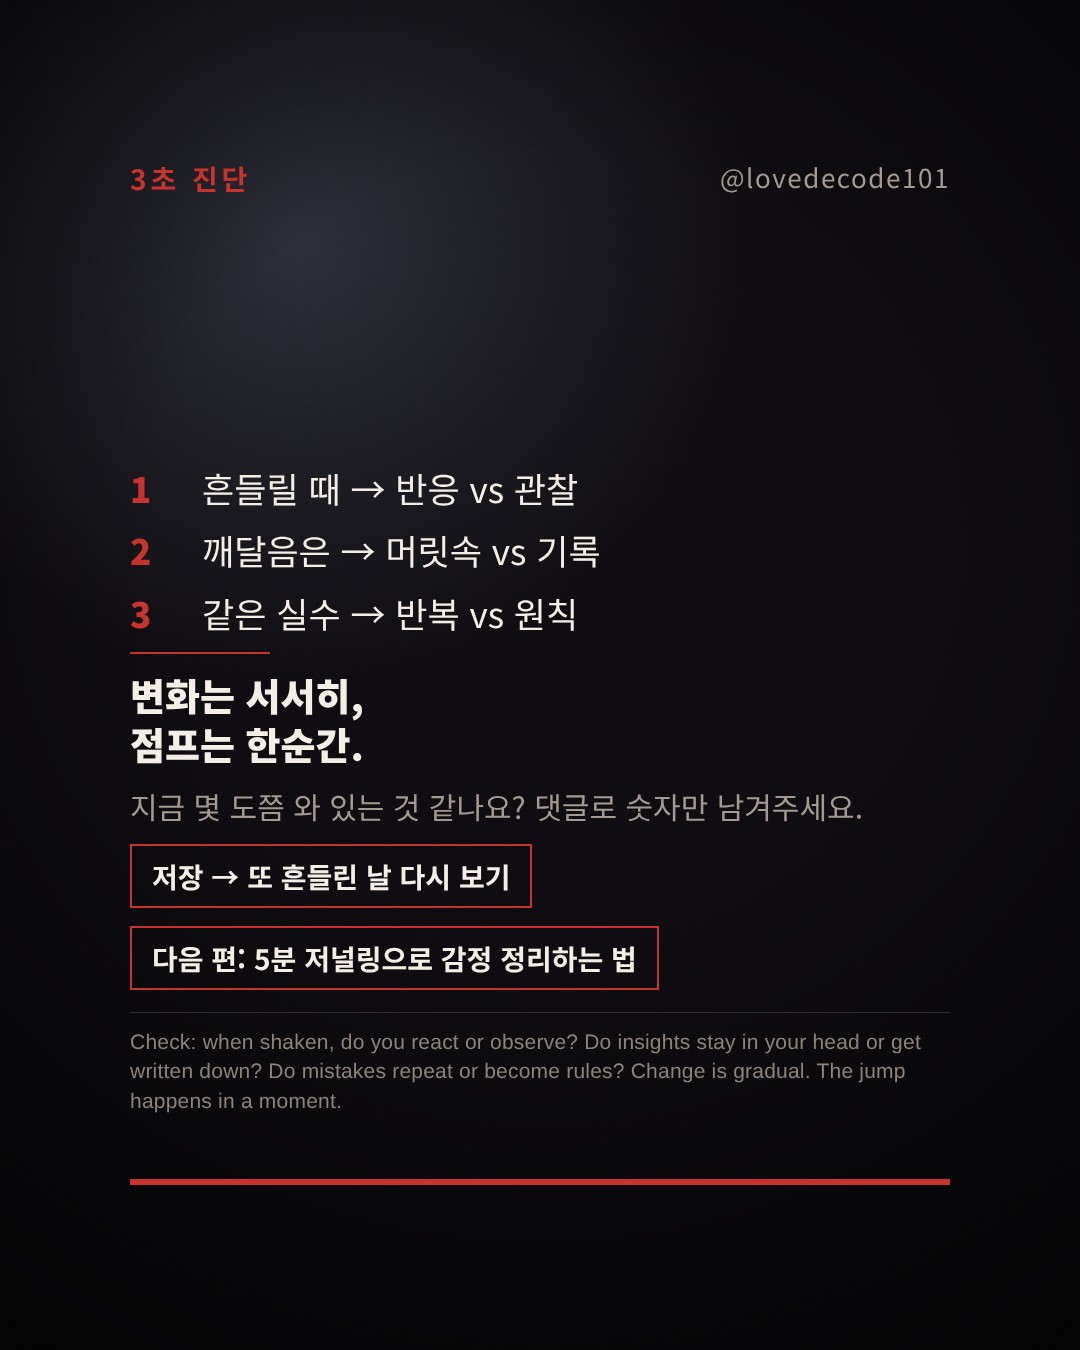 3초 진단
@lovedecode101
1 흔들릴 때 → 반응 vs 관찰
2 깨달음은 → 머릿속 vs 기록
3 같은 실수 → 반복 vs 원칙
변화는 서서히,
점프는 한순간.
지금 몇 도쯤 와 있는 것 같나요? 댓글로 숫자만 남겨주세요.
저장 → 또 흔들린 날 다시 보기
다음 편: 5분 저널링으로 감정 정리하는 법
Check: when shaken, do you react or observe? Do insights stay in your head or get
written down? Do mistakes repeat or become rules? Change is gradual. The jump
happens in a moment.